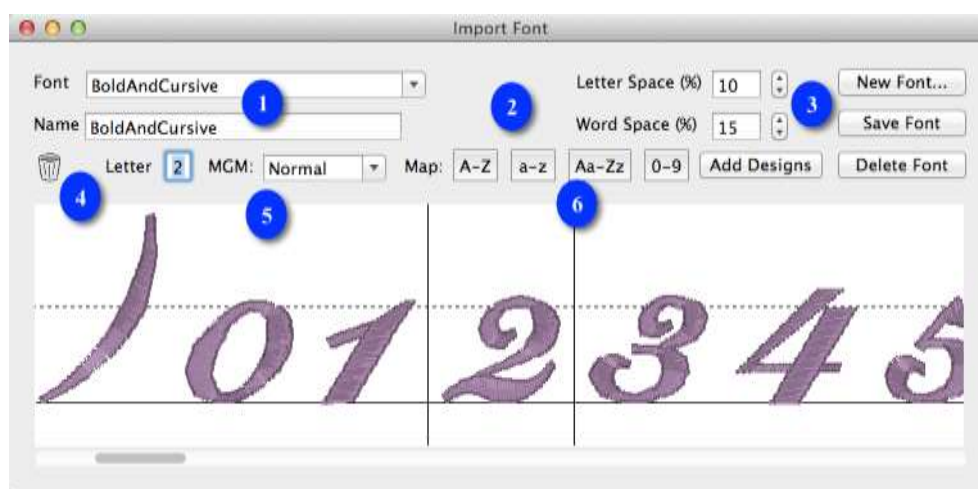 Import Font
Font BoldAndCursive Letter Space (%) 10 New Font...
1 2 3
Name BoldAndCursive Word Space (%) 15 Save Font
Letter 2 MGM: Normal Map: A-Z a-z Aa-Zz 0-9 Add Designs Delete Font
4 5 6
) 0 1 2 3 4 5